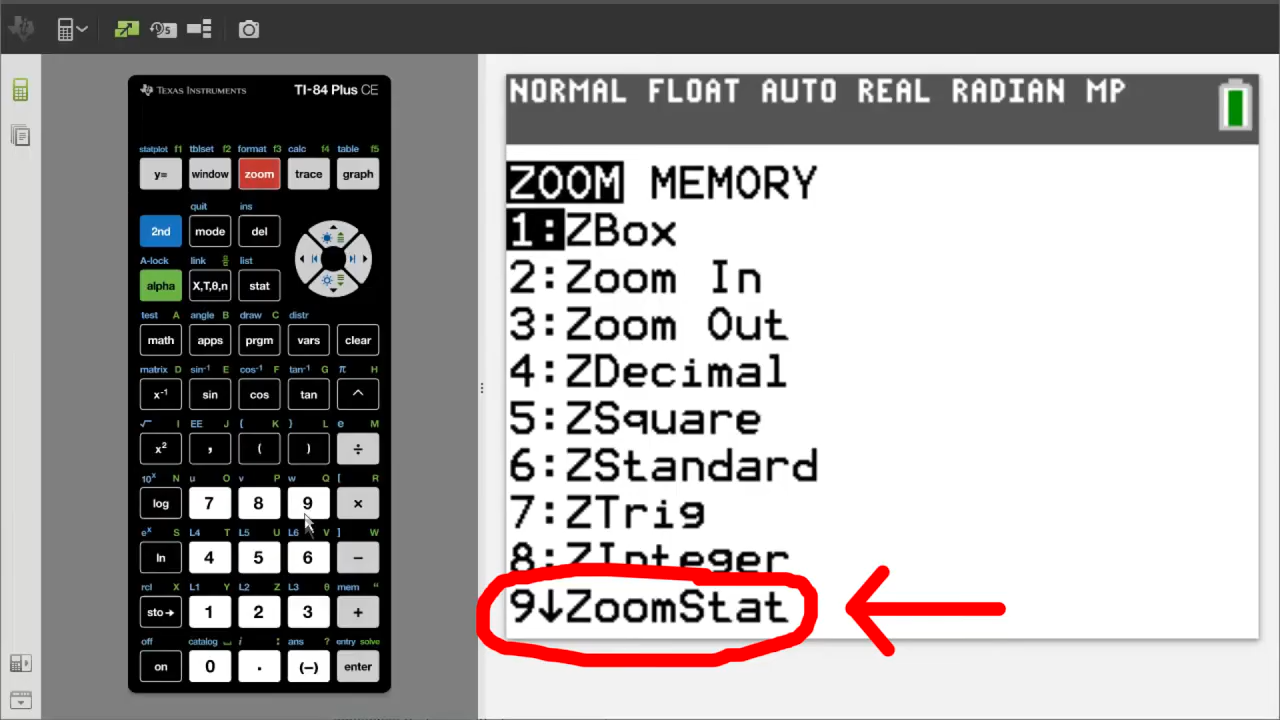 TEXAS INSTRUMENTS TI-84 Plus CE
statplot f1 tblset f2 format f3 calc f4 table f5
y= window zoom trace graph
quit ins
2nd mode del
A-lock link list
alpha X,T,θ,n stat
test A angle B draw C distr
math apps prgm vars clear
matrix D sin⁻¹ E cos⁻¹ F tan⁻¹ G π H
x⁻¹ sin cos tan ^
√ I EE J { K } L e M
x² , ( ) ÷
10ˣ N u O v P w Q [ R
log 7 8 9 ×
eˣ S L4 T L5 U L6 V ] W
ln 4 5 6 −
rcl X L1 Y L2 Z L3 θ mem "
sto→ 1 2 3 +
off catalog i : ans ? entry solve
on 0 . (−) enter
NORMAL FLOAT AUTO REAL RADIAN MP
ZOOM MEMORY
1:ZBox
2:Zoom In
3:Zoom Out
4:ZDecimal
5:ZSquare
6:ZStandard
7:ZTrig
8:ZInteger
9↓ZoomStat